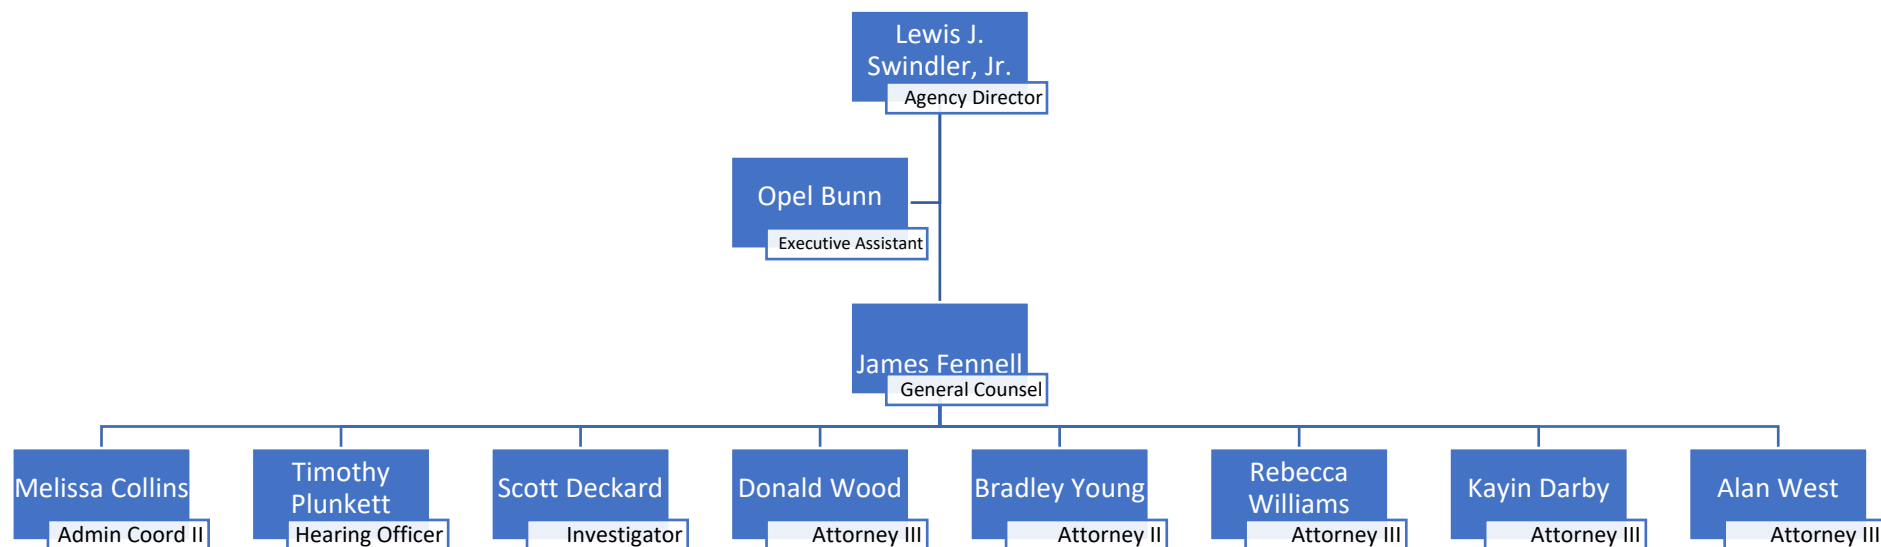 Lewis J.
Swindler, Jr.
Agency Director
Opel Bunn
Executive Assistant
James Fennell
General Counsel
Melissa Collins
Admin Coord II
Timothy
Plunkett
Hearing Officer
Scott Deckard
Investigator
Donald Wood
Attorney III
Bradley Young
Attorney II
Rebecca
Williams
Attorney III
Kayin Darby
Attorney III
Alan West
Attorney III